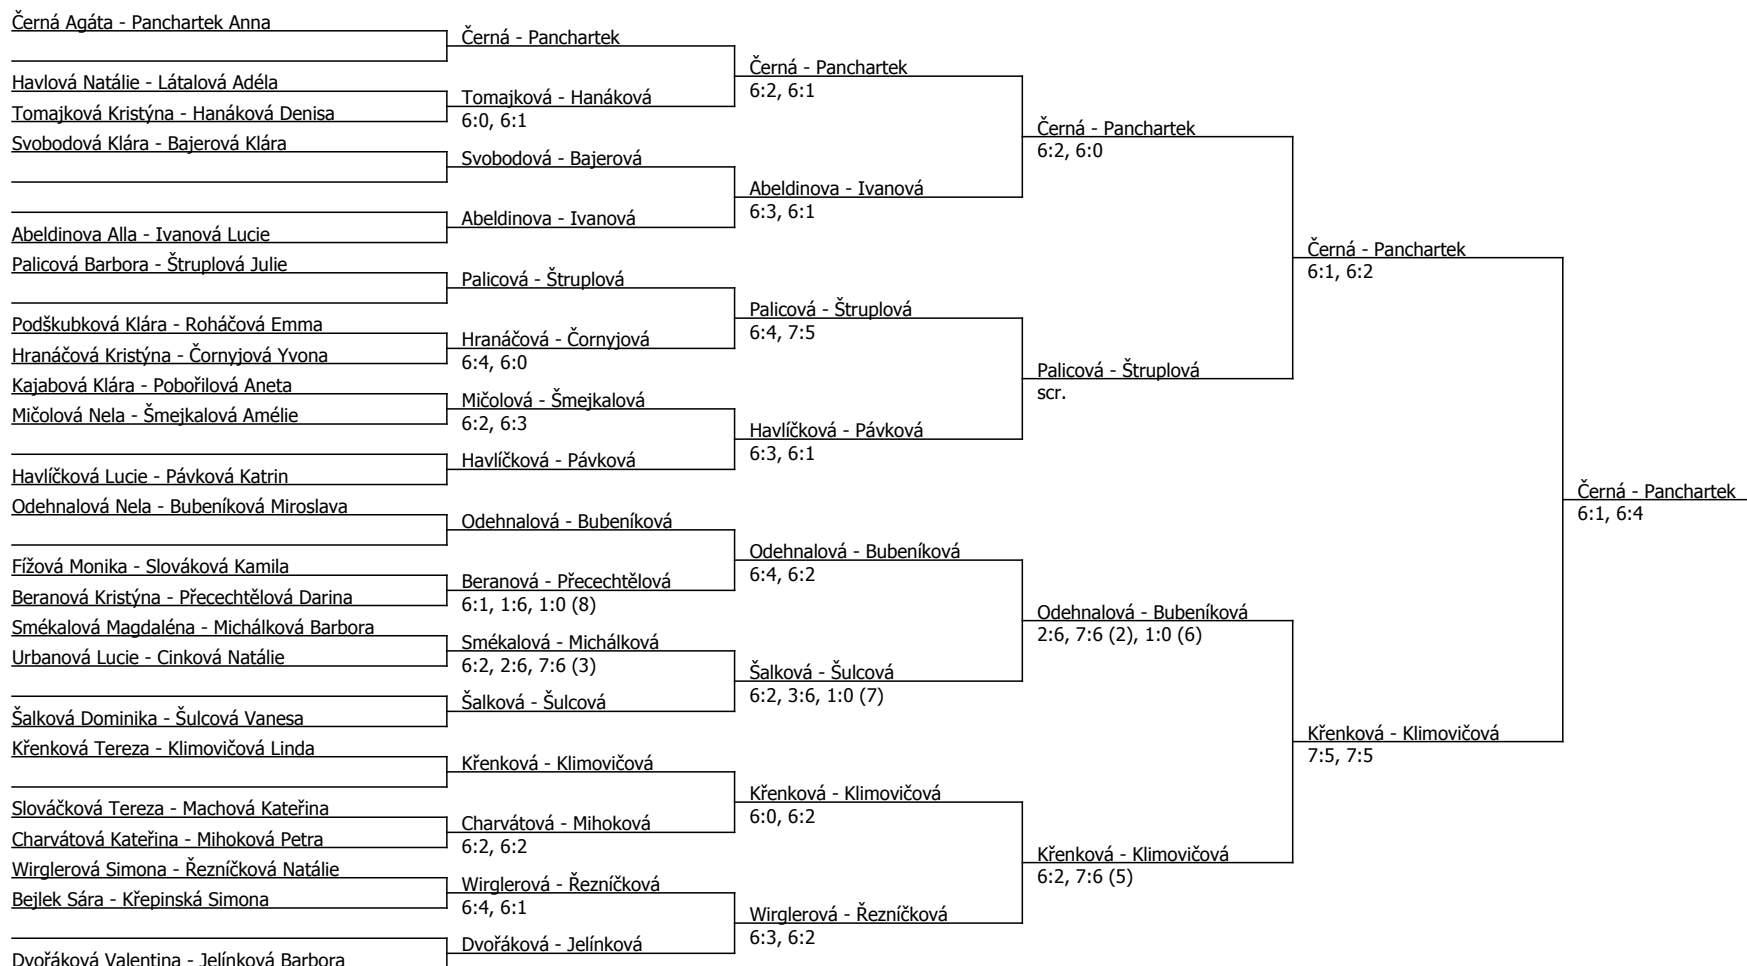 Černá Agáta - Panchartek Anna
Havlová Natálie - Látalová Adéla
Tomajková Kristýna - Hanáková Denisa
Svobodová Klára - Bajerová Klára
Abeldinova Alla - Ivanová Lucie
Palicová Barbora - Štruplová Julie
Podškubková Klára - Roháčová Emma
Hranáčová Kristýna - Čornyjová Yvona
Kajabová Klára - Pobořilová Aneta
Mičolová Nela - Šmejkalová Amélie
Havlíčková Lucie - Pávková Katrin
Odehnalová Nela - Bubeníková Miroslava
Fížová Monika - Slováková Kamila
Beranová Kristýna - Přecechtělová Darina
Smékalová Magdaléna - Michálková Barbora
Urbanová Lucie - Cinková Natálie
Šalková Dominika - Šulcová Vanesa
Křenková Tereza - Klimovičová Linda
Slováčková Tereza - Machová Kateřina
Charvátová Kateřina - Mihoková Petra
Wirglerová Simona - Řezníčková Natálie
Bejlek Sára - Křepinská Simona
Dvořáková Valentina - Jelínková Barbora
Černá - Panchartek
Tomajková - Hanáková
6:0, 6:1
Svobodová - Bajerová
Abeldinova - Ivanová
Palicová - Štruplová
Hranáčová - Čornyjová
6:4, 6:0
Mičolová - Šmejkalová
6:2, 6:3
Havlíčková - Pávková
Odehnalová - Bubeníková
Beranová - Přecechtělová
6:1, 1:6, 1:0 (8)
Smékalová - Michálková
6:2, 2:6, 7:6 (3)
Šalková - Šulcová
Křenková - Klimovičová
Charvátová - Mihoková
6:2, 6:2
Wirglerová - Řezníčková
6:4, 6:1
Dvořáková - Jelínková
Černá - Panchartek
6:2, 6:1
Abeldinova - Ivanová
6:3, 6:1
Palicová - Štruplová
6:4, 7:5
Havlíčková - Pávková
6:3, 6:1
Odehnalová - Bubeníková
6:4, 6:2
Šalková - Šulcová
6:2, 3:6, 1:0 (7)
Křenková - Klimovičová
6:0, 6:2
Wirglerová - Řezníčková
6:3, 6:2
Černá - Panchartek
6:2, 6:0
Palicová - Štruplová
scr.
Odehnalová - Bubeníková
2:6, 7:6 (2), 1:0 (6)
Křenková - Klimovičová
6:2, 7:6 (5)
Černá - Panchartek
6:1, 6:2
Křenková - Klimovičová
7:5, 7:5
Černá - Panchartek
6:1, 6:4